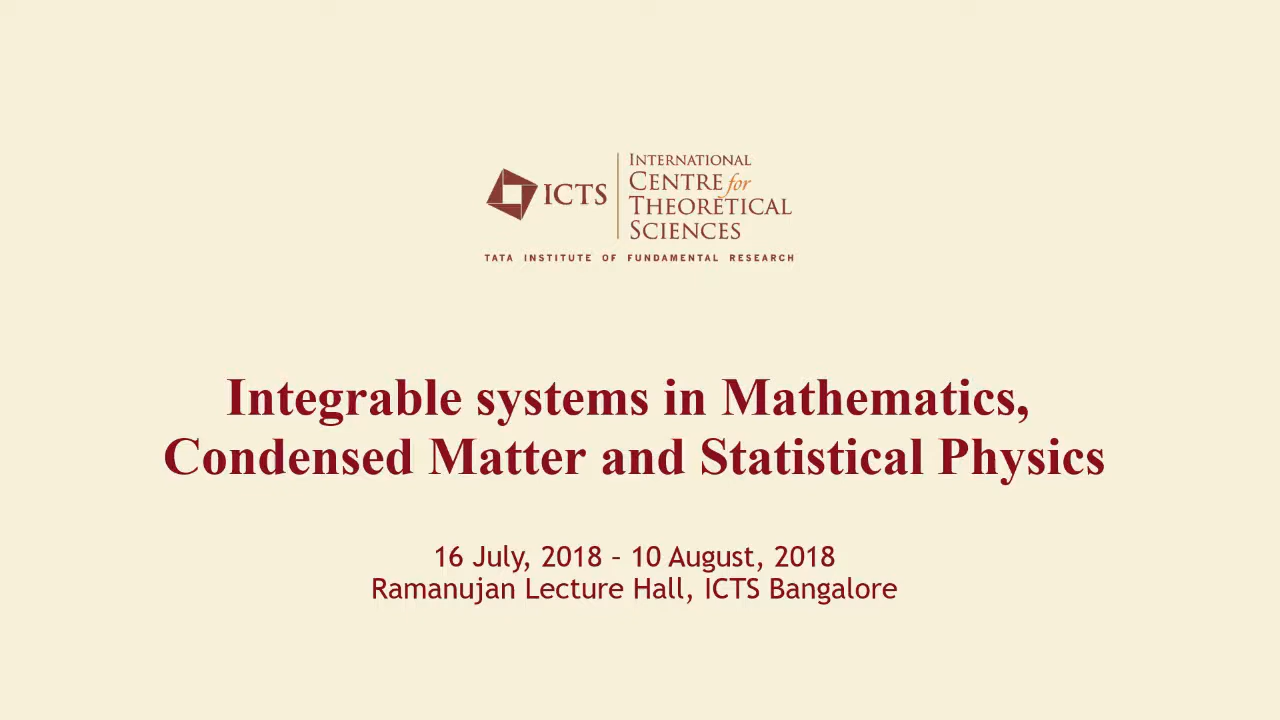 ICTS
INTERNATIONAL
CENTRE for
THEORETICAL
SCIENCES
TATA INSTITUTE OF FUNDAMENTAL RESEARCH
Integrable systems in Mathematics,
Condensed Matter and Statistical Physics
16 July, 2018 – 10 August, 2018
Ramanujan Lecture Hall, ICTS Bangalore